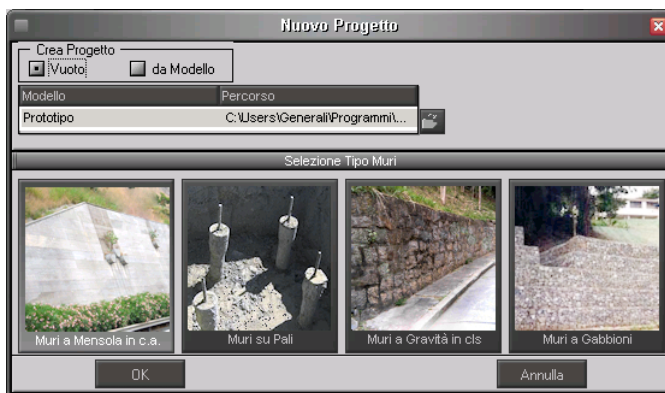 Nuovo Progetto
Crea Progetto
Vuoto da Modello
Modello Percorso
Prototipo C:\Users\Generali\Programmi\...
Selezione Tipo Muri
Muri a Mensola in c.a. Muri su Pali Muri a Gravità in cls Muri a Gabbioni
OK Annulla